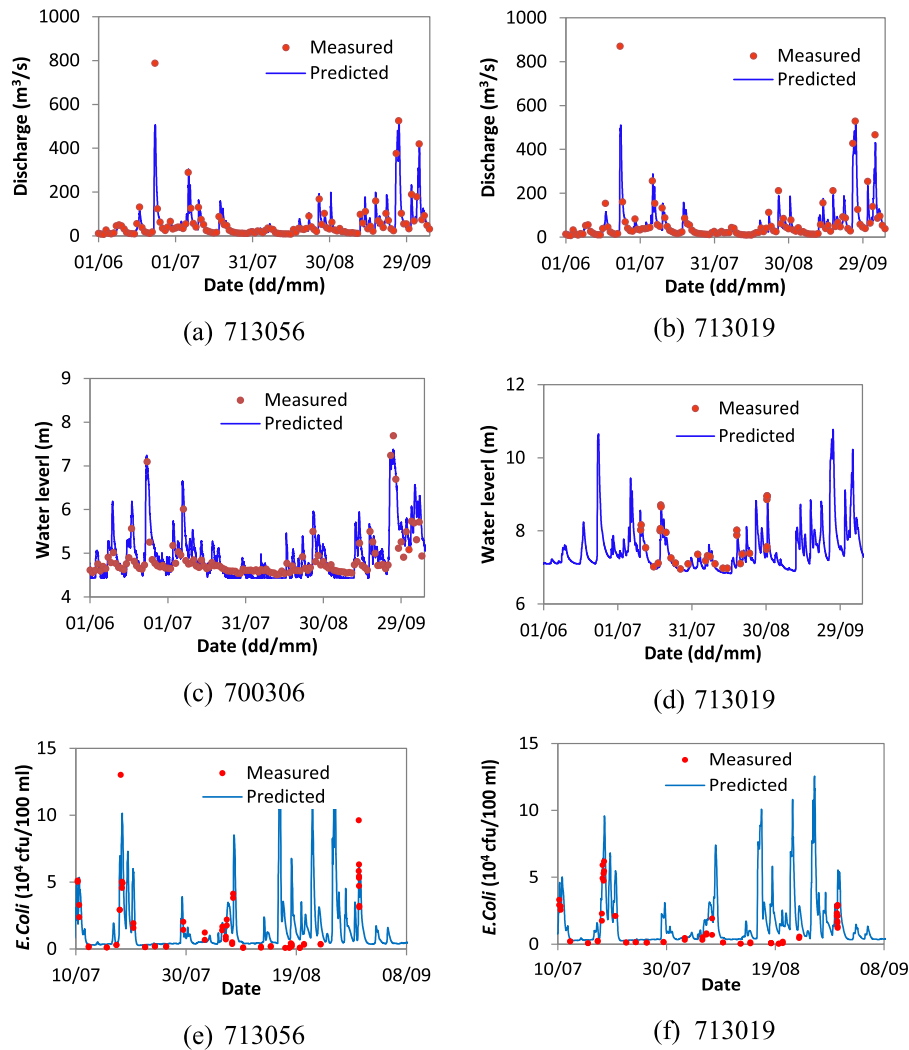 1000
800
600
400
200
0
Discharge (m³/s)
Measured
Predicted
01/06
01/07
31/07
30/08
29/09
Date (dd/mm)
(a) 713056
1000
800
600
400
200
0
Discharge (m³/s)
Measured
Predicted
01/06
01/07
31/07
30/08
29/09
Date (dd/mm)
(b) 713019
9
8
7
6
5
4
Water leverl (m)
Measured
Predicted
01/06
01/07
30/08
29/09
Date (dd/mm)
(c) 700306
12
10
8
6
Water leverl (m)
Measured
Predicted
01/06
01/07
31/07
30/08
29/09
Date (dd/mm)
(d) 713019
15
10
5
0
E.Coli (10⁴ cfu/100 ml)
Measured
Predicted
10/07
30/07
19/08
08/09
Date
(e) 713056
15
10
5
0
E.Coli (10⁴ cfu/100 ml)
Measured
Predicted
10/07
30/07
19/08
08/09
Date
(f) 713019